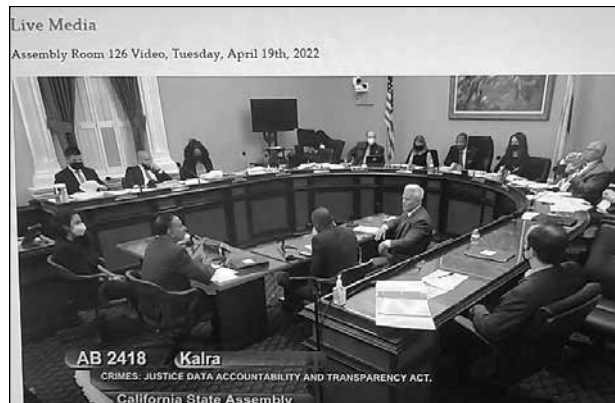 Live Media
Assembly Room 126 Video, Tuesday, April 19th, 2022
AB 2418 Kalra
CRIMES: JUSTICE DATA ACCOUNTABILITY AND TRANSPARENCY ACT.
California State Assembly